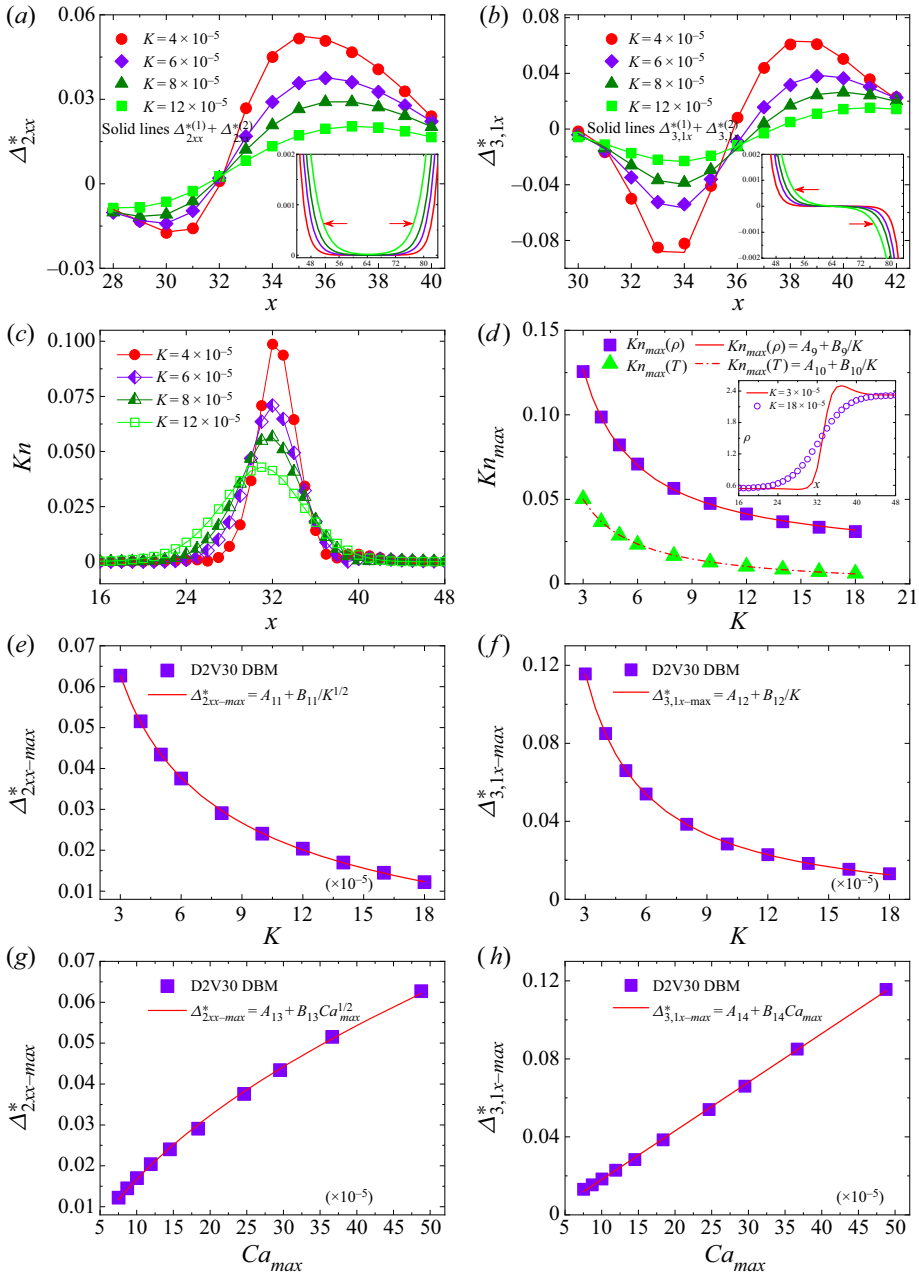 (a)
K = 4 × 10⁻⁵
K = 6 × 10⁻⁵
K = 8 × 10⁻⁵
K = 12 × 10⁻⁵
Solid lines Δ*⁽¹⁾2xx + Δ*⁽²⁾2xx
Δ*2xx
0.06
0.03
0
−0.03
28 30 32 34 36 38 40
x
0.002
0.001
0
48 56 64 72 80
(b)
K = 4 × 10⁻⁵
K = 6 × 10⁻⁵
K = 8 × 10⁻⁵
K = 12 × 10⁻⁵
Solid lines Δ*⁽¹⁾3,1x + Δ*⁽²⁾3,1x
Δ*3,1x
0.08
0.04
0
−0.04
−0.08
30 32 34 36 38 40 42
x
0.002
0.001
0.000
−0.001
−0.002
48 56 64 72 80
(c)
K = 4 × 10⁻⁵
K = 6 × 10⁻⁵
K = 8 × 10⁻⁵
K = 12 × 10⁻⁵
Kn
0.100
0.075
0.050
0.025
0
16 24 32 40 48
x
(d)
Knmax(ρ)
Knmax(T)
Knmax(ρ) = A9 + B9/K
Knmax(T) = A10 + B10/K
Knmax
0.15
0.10
0.05
0
3 6 9 12 15 18 21
K
K = 3 × 10⁻⁵
K = 18 × 10⁻⁵
ρ
2.4
1.8
1.2
0.6
x
16 24 32 40 48
(e)
D2V30 DBM
Δ*2xx−max = A11 + B11/K1/2
Δ*2xx−max
0.07
0.06
0.05
0.04
0.03
0.02
0.01
(×10⁻⁵)
3 6 9 12 15 18
K
(f)
D2V30 DBM
Δ*3,1x−max = A12 + B12/K
Δ*3,1x−max
0.12
0.08
0.04
0
(×10⁻⁵)
3 6 9 12 15 18
K
(g)
D2V30 DBM
Δ*2xx−max = A13 + B13Ca1/2max
Δ*2xx−max
0.07
0.06
0.05
0.04
0.03
0.02
0.01
(×10⁻⁵)
5 10 15 20 25 30 35 40 45 50
Camax
(h)
D2V30 DBM
Δ*3,1x−max = A14 + B14Camax
Δ*3,1x−max
0.12
0.08
0.04
0
(×10⁻⁵)
5 10 15 20 25 30 35 40 45 50
Camax